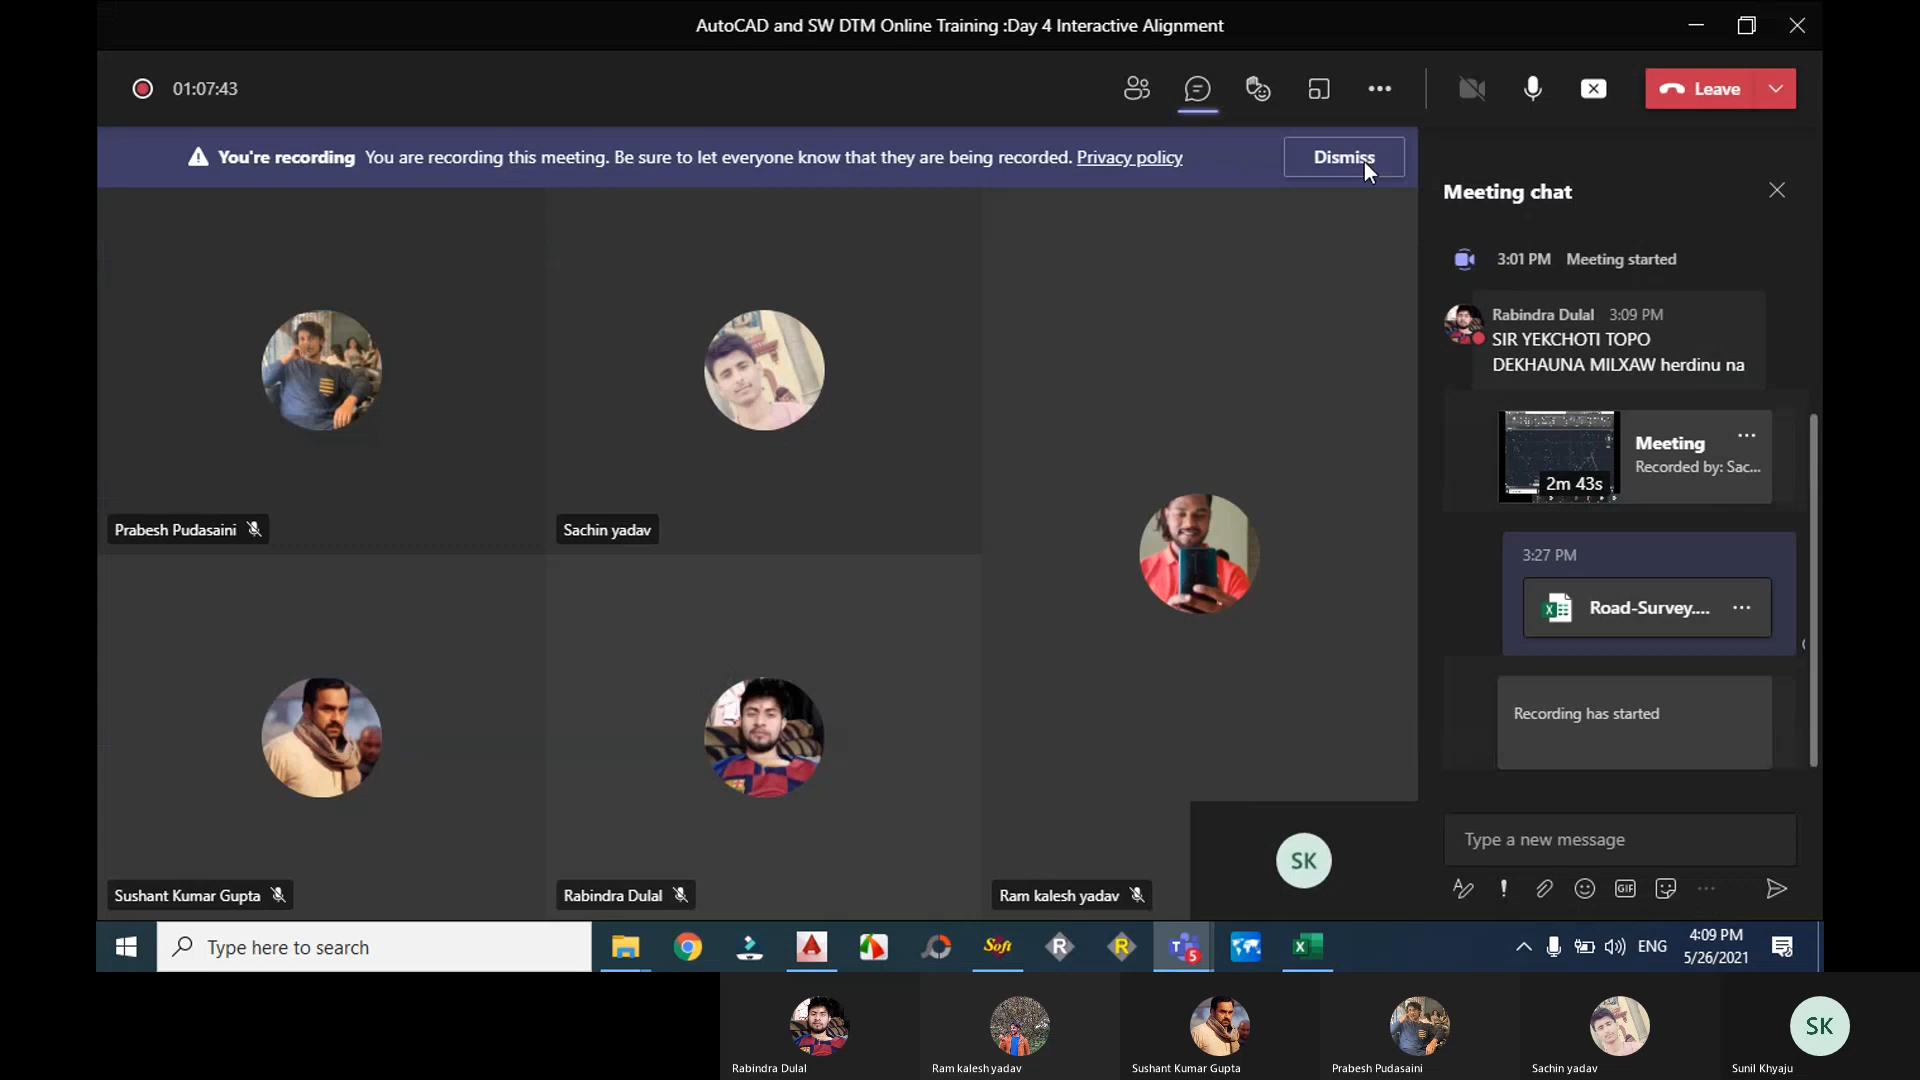 AutoCAD and SW DTM Online Training :Day 4 Interactive Alignment
01:07:43
Leave
You're recording You are recording this meeting. Be sure to let everyone know that they are being recorded. Privacy policy
Dismiss
Meeting chat
3:01 PM Meeting started
Rabindra Dulal 3:09 PM
SIR YEKCHOTI TOPO
DEKHAUNA MILXAW herdinu na
Meeting
Recorded by: Sac...
2m 43s
3:27 PM
Road-Survey....
Recording has started
Type a new message
GIF
Prabesh Pudasaini
Sachin yadav
Sushant Kumar Gupta
Rabindra Dulal
Ram kalesh yadav
SK
Type here to search
Soft
R
R
T
5
X
ENG
4:09 PM
5/26/2021
SK
Rabindra Dulal
Ram kalesh yadav
Sushant Kumar Gupta
Prabesh Pudasaini
Sachin yadav
Sunil Khyaju